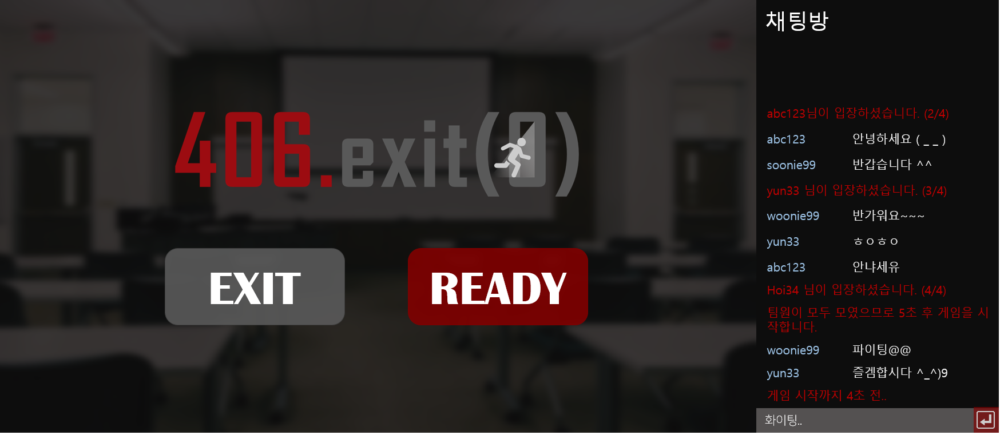 406.exit(0)
EXIT
READY
채팅방
abc123님이 입장하셨습니다. (2/4)
abc123 안녕하세요 ( _ _ )
soonie99 반갑습니다 ^^
yun33 님이 입장하셨습니다. (3/4)
woonie99 반가워요~~~
yun33 ㅎㅇㅎㅇ
abc123 안냐세유
Hoi34 님이 입장하셨습니다. (4/4)
팀원이 모두 모였으므로 5초 후 게임을 시
작합니다.
woonie99 파이팅@@
yun33 즐겜합시다 ^_^)9
게임 시작까지 4초 전..
화이팅..